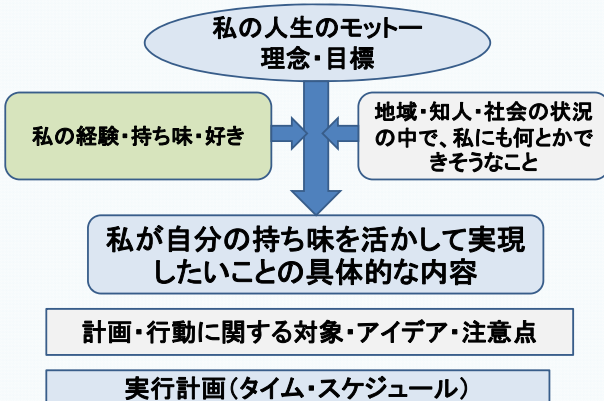 私の人生のモットー
理念・目標
私の経験・持ち味・好き
地域・知人・社会の状況
の中で、私にも何とかで
きそうなこと
私が自分の持ち味を活かして実現
したいことの具体的な内容
計画・行動に関する対象・アイデア・注意点
実行計画（タイム・スケジュール）